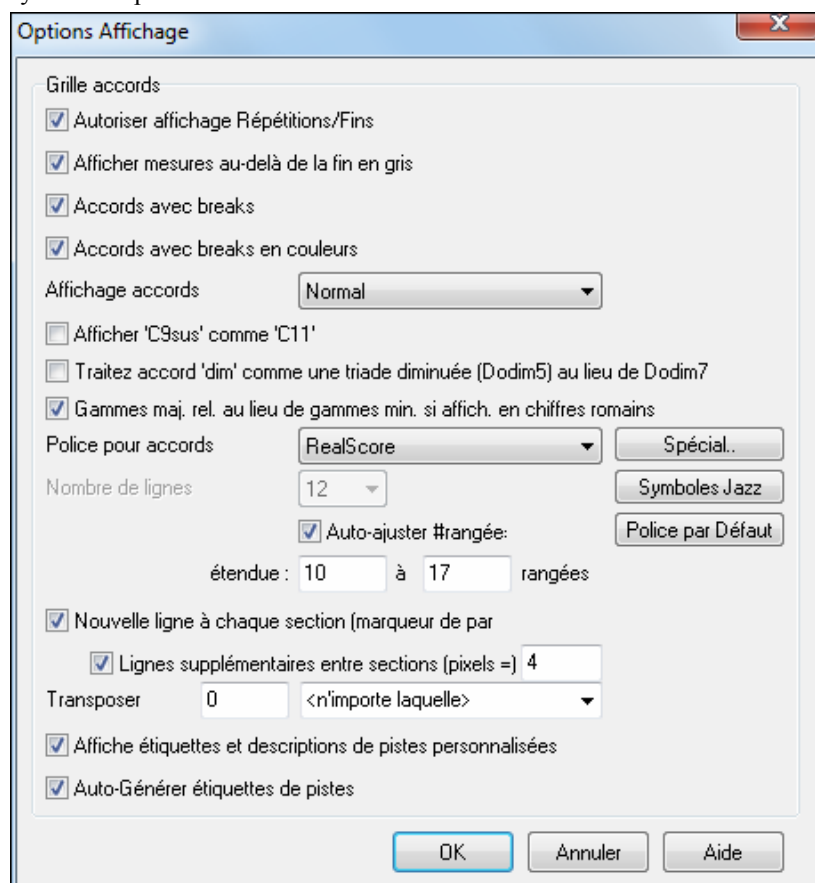 Options Affichage
Grille accords
Autoriser affichage Répétitions/Fins
Afficher mesures au-delà de la fin en gris
Accords avec breaks
Accords avec breaks en couleurs
Affichage accords Normal
Afficher 'C9sus' comme 'C11'
Traitez accord 'dim' comme une triade diminuée (Dodim5) au lieu de Dodim7
Gammes maj. rel. au lieu de gammes min. si affich. en chiffres romains
Police pour accords RealScore Spécial..
Nombre de lignes 12 Symboles Jazz
Auto-ajuster #rangée: Police par Défaut
étendue : 10 à 17 rangées
Nouvelle ligne à chaque section (marqueur de par
Lignes supplémentaires entre sections (pixels =) 4
Transposer 0 <n'importe laquelle>
Affiche étiquettes et descriptions de pistes personnalisées
Auto-Générer étiquettes de pistes
OK Annuler Aide